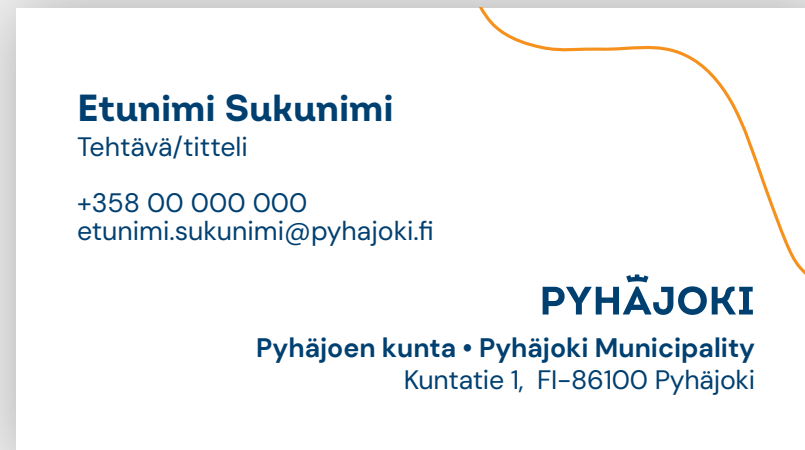 Etunimi Sukunimi
Tehtävä/titteli
+358 00 000 000
etunimi.sukunimi@pyhajoki.fi
PYHÄJOKI
Pyhäjoen kunta • Pyhäjoki Municipality
Kuntatie 1,  FI-86100 Pyhäjoki